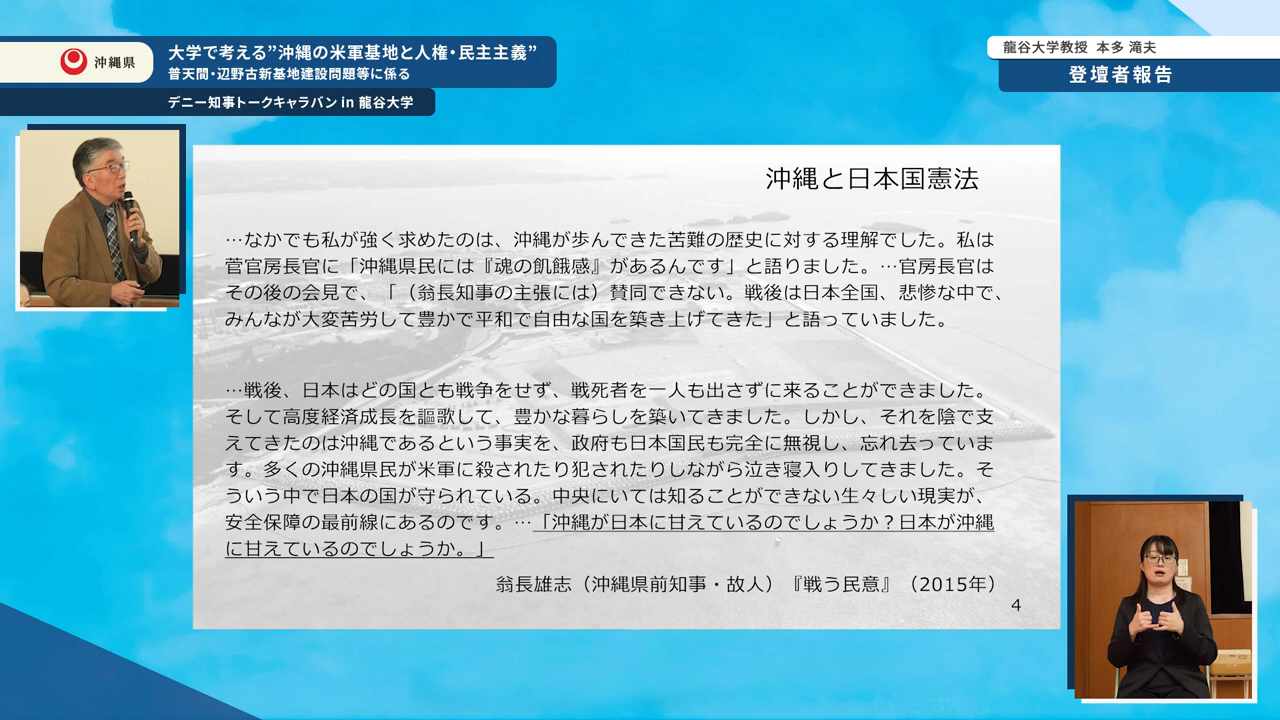 沖縄県
大学で考える”沖縄の米軍基地と人権・民主主義”
普天間・辺野古新基地建設問題等に係る
デニー知事トークキャラバン in 龍谷大学
龍谷大学教授 本多 滝夫
登壇者報告
沖縄と日本国憲法
…なかでも私が強く求めたのは、沖縄が歩んできた苦難の歴史に対する理解でした。私は
菅官房長官に「沖縄県民には『魂の飢餓感』があるんです」と語りました。…官房長官は
その後の会見で、「（翁長知事の主張には）賛同できない。戦後は日本全国、悲惨な中で、
みんなが大変苦労して豊かで平和で自由な国を築き上げてきた」と語っていました。
…戦後、日本はどの国とも戦争をせず、戦死者を一人も出さずに来ることができました。
そして高度経済成長を謳歌して、豊かな暮らしを築いてきました。しかし、それを陰で支
えてきたのは沖縄であるという事実を、政府も日本国民も完全に無視し、忘れ去っていま
す。多くの沖縄県民が米軍に殺されたり犯されたりしながら泣き寝入りしてきました。そ
ういう中で日本の国が守られている。中央にいては知ることができない生々しい現実が、
安全保障の最前線にあるのです。…「沖縄が日本に甘えているのでしょうか？日本が沖縄
に甘えているのでしょうか。」
翁長雄志（沖縄県前知事・故人）『戦う民意』（2015年）
4